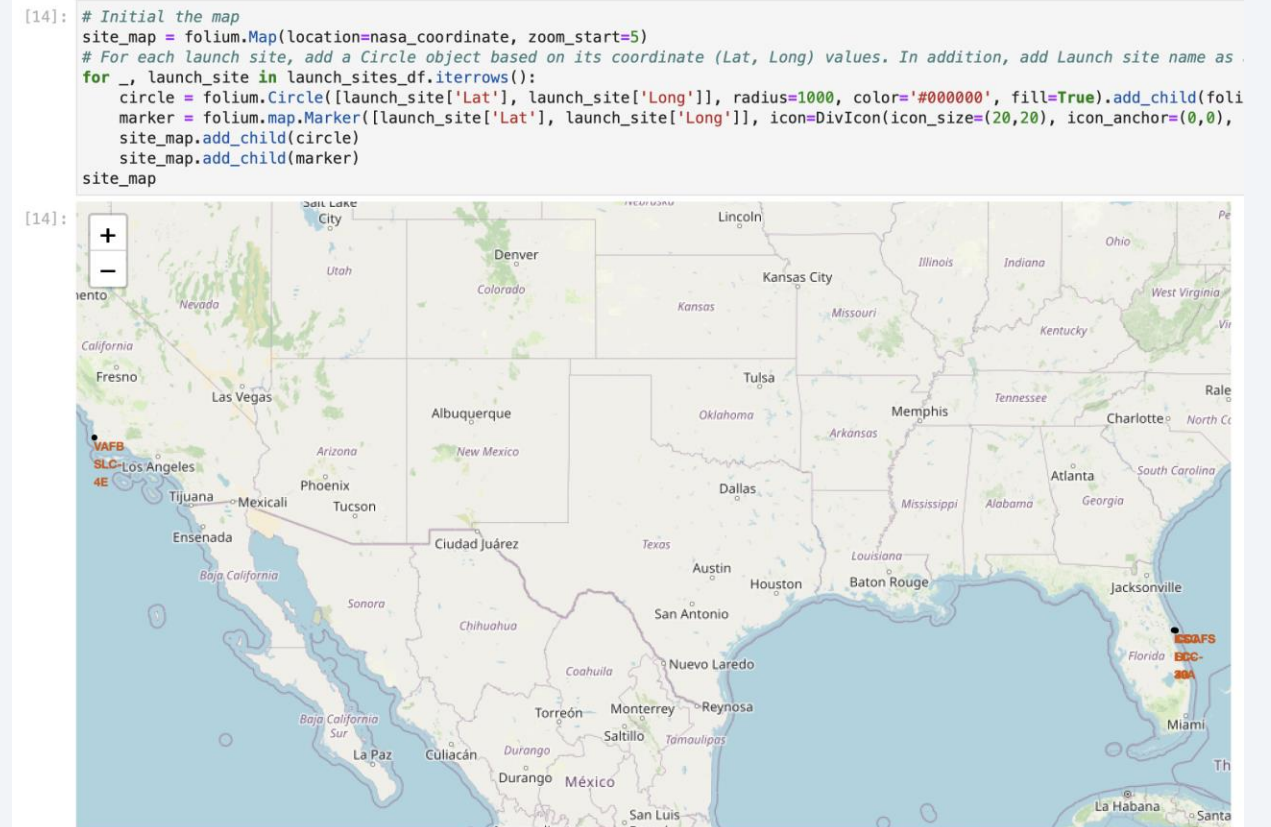 [14]: # Initial the map
site_map = folium.Map(location=nasa_coordinate, zoom_start=5)
# For each launch site, add a Circle object based on its coordinate (Lat, Long) values. In addition, add Launch site name as
for _, launch_site in launch_sites_df.iterrows():
    circle = folium.Circle([launch_site['Lat'], launch_site['Long']], radius=1000, color='#000000', fill=True).add_child(foli
    marker = folium.map.Marker([launch_site['Lat'], launch_site['Long']], icon=DivIcon(icon_size=(20,20), icon_anchor=(0,0),
    site_map.add_child(circle)
    site_map.add_child(marker)
site_map
[14]:
+
−
Salt Lake
City
Nebraska
Lincoln
Pe
Ohio
Denver
Illinois
Indiana
Utah
Kansas City
Colorado
ento
Nevada
Kansas
Missouri
West Virginia
Kentucky
Vir
California
Fresno
Tulsa
Las Vegas
Rale
Tennessee
Albuquerque
Oklahoma
Memphis
Charlotte
North Ca
Arkansas
VAFB
SLC-
4E
Arizona
New Mexico
Los Angeles
South Carolina
Atlanta
Phoenix
Dallas
Tijuana
Mexicali
Tucson
Mississippi
Alabama
Georgia
Ensenada
Ciudad Juárez
Texas
Louisiana
Austin
Baja California
Houston
Baton Rouge
Jacksonville
Sonora
San Antonio
Chihuahua
Florida
Nuevo Laredo
Coahuila
Torreón
Monterrey
Reynosa
Baja California
Sur
Saltillo
Tamaulipas
Miami
La Paz
Culiacán
Durango
Th
Durango
México
La Habana
San Luis
Santa